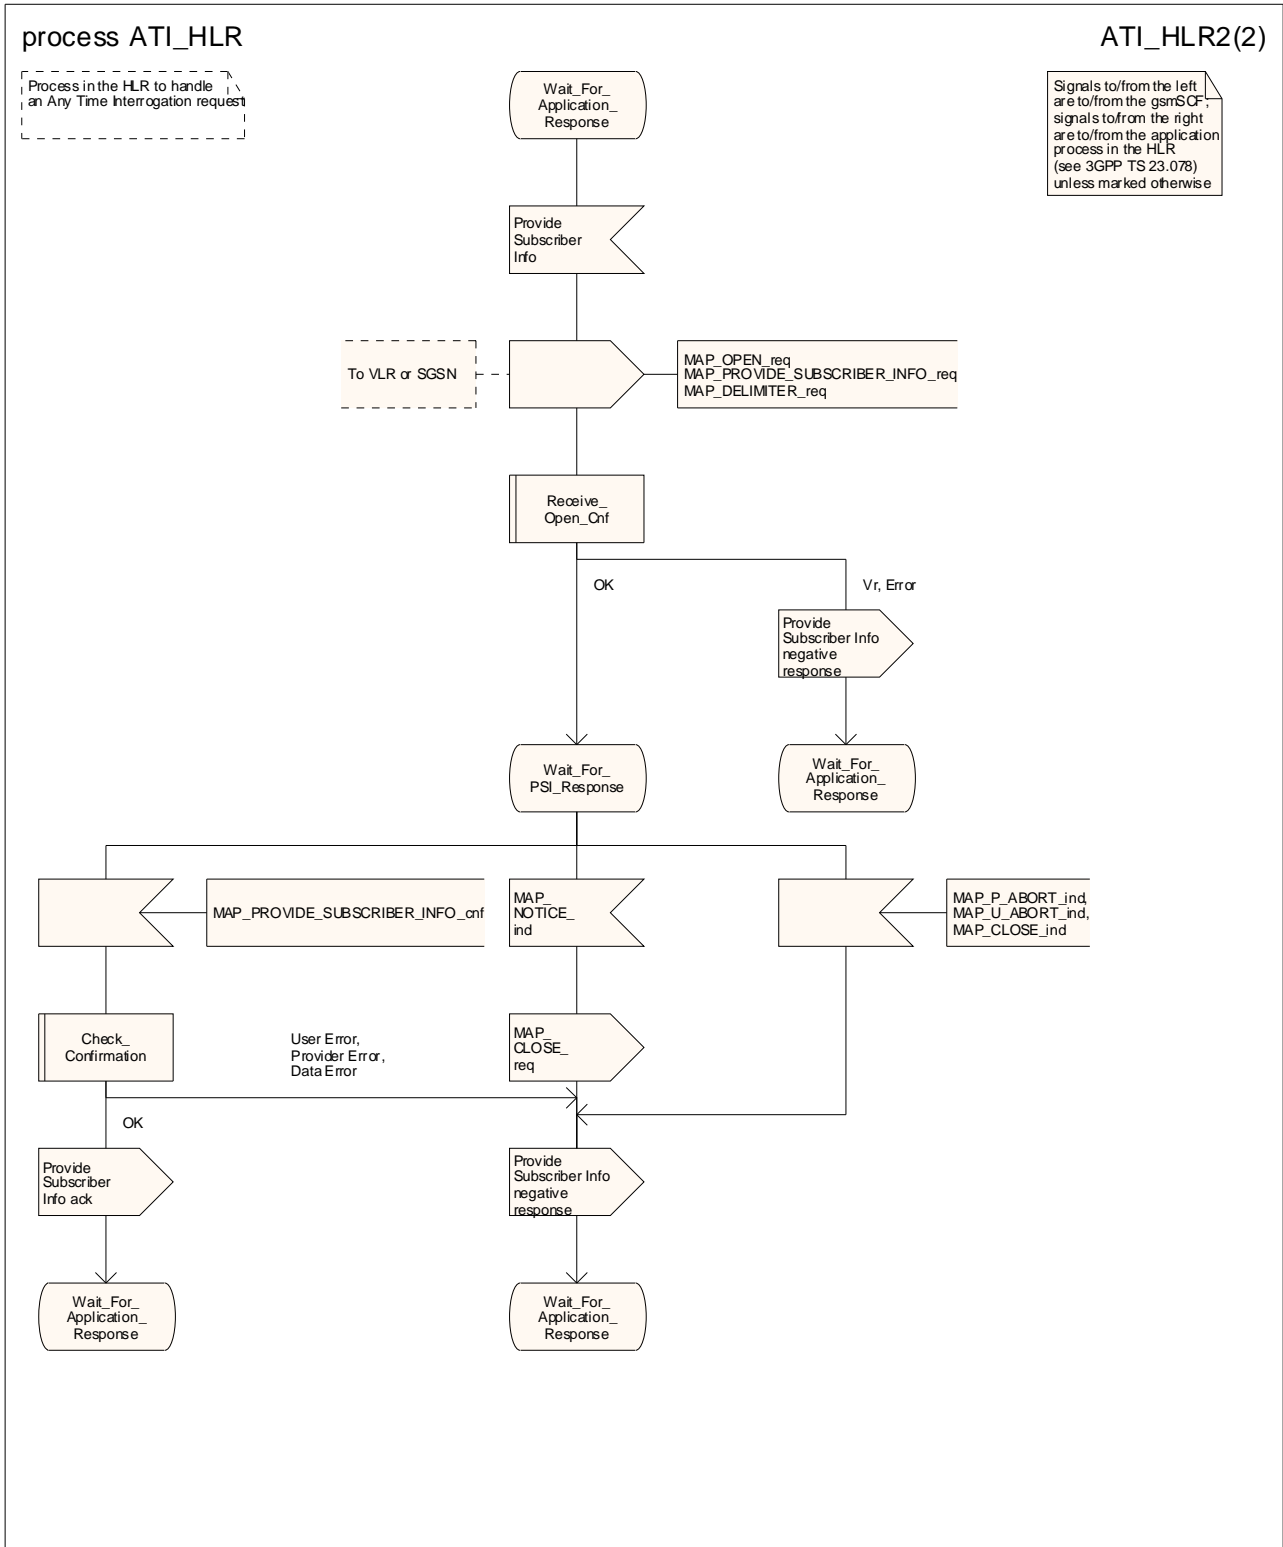 process ATI_HLR
ATI_HLR2(2)
Process in the HLR to handle
an Any Time Interrogation request
Wait_For_
Application_
Response
Signals to/from the left
are to/from the gsmSCF;
signals to/from the right
are to/from the application
process in the HLR
(see 3GPP TS 23.078)
unless marked otherwise
Provide
Subscriber
Info
To VLR or SGSN
MAP_OPEN_req
MAP_PROVIDE_SUBSCRIBER_INFO_req
MAP_DELIMITER_req
Receive_
Open_Cnf
OK
Vr, Error
Provide
Subscriber Info
negative
response
Wait_For_
PSI_Response
Wait_For_
Application_
Response
MAP_PROVIDE_SUBSCRIBER_INFO_cnf
MAP_
NOTICE_
ind
MAP_P_ABORT_ind,
MAP_U_ABORT_ind,
MAP_CLOSE_ind
Check_
Confirmation
User Error,
Provider Error,
Data Error
MAP_
CLOSE_
req
OK
Provide
Subscriber
Info ack
Provide
Subscriber Info
negative
response
Wait_For_
Application_
Response
Wait_For_
Application_
Response